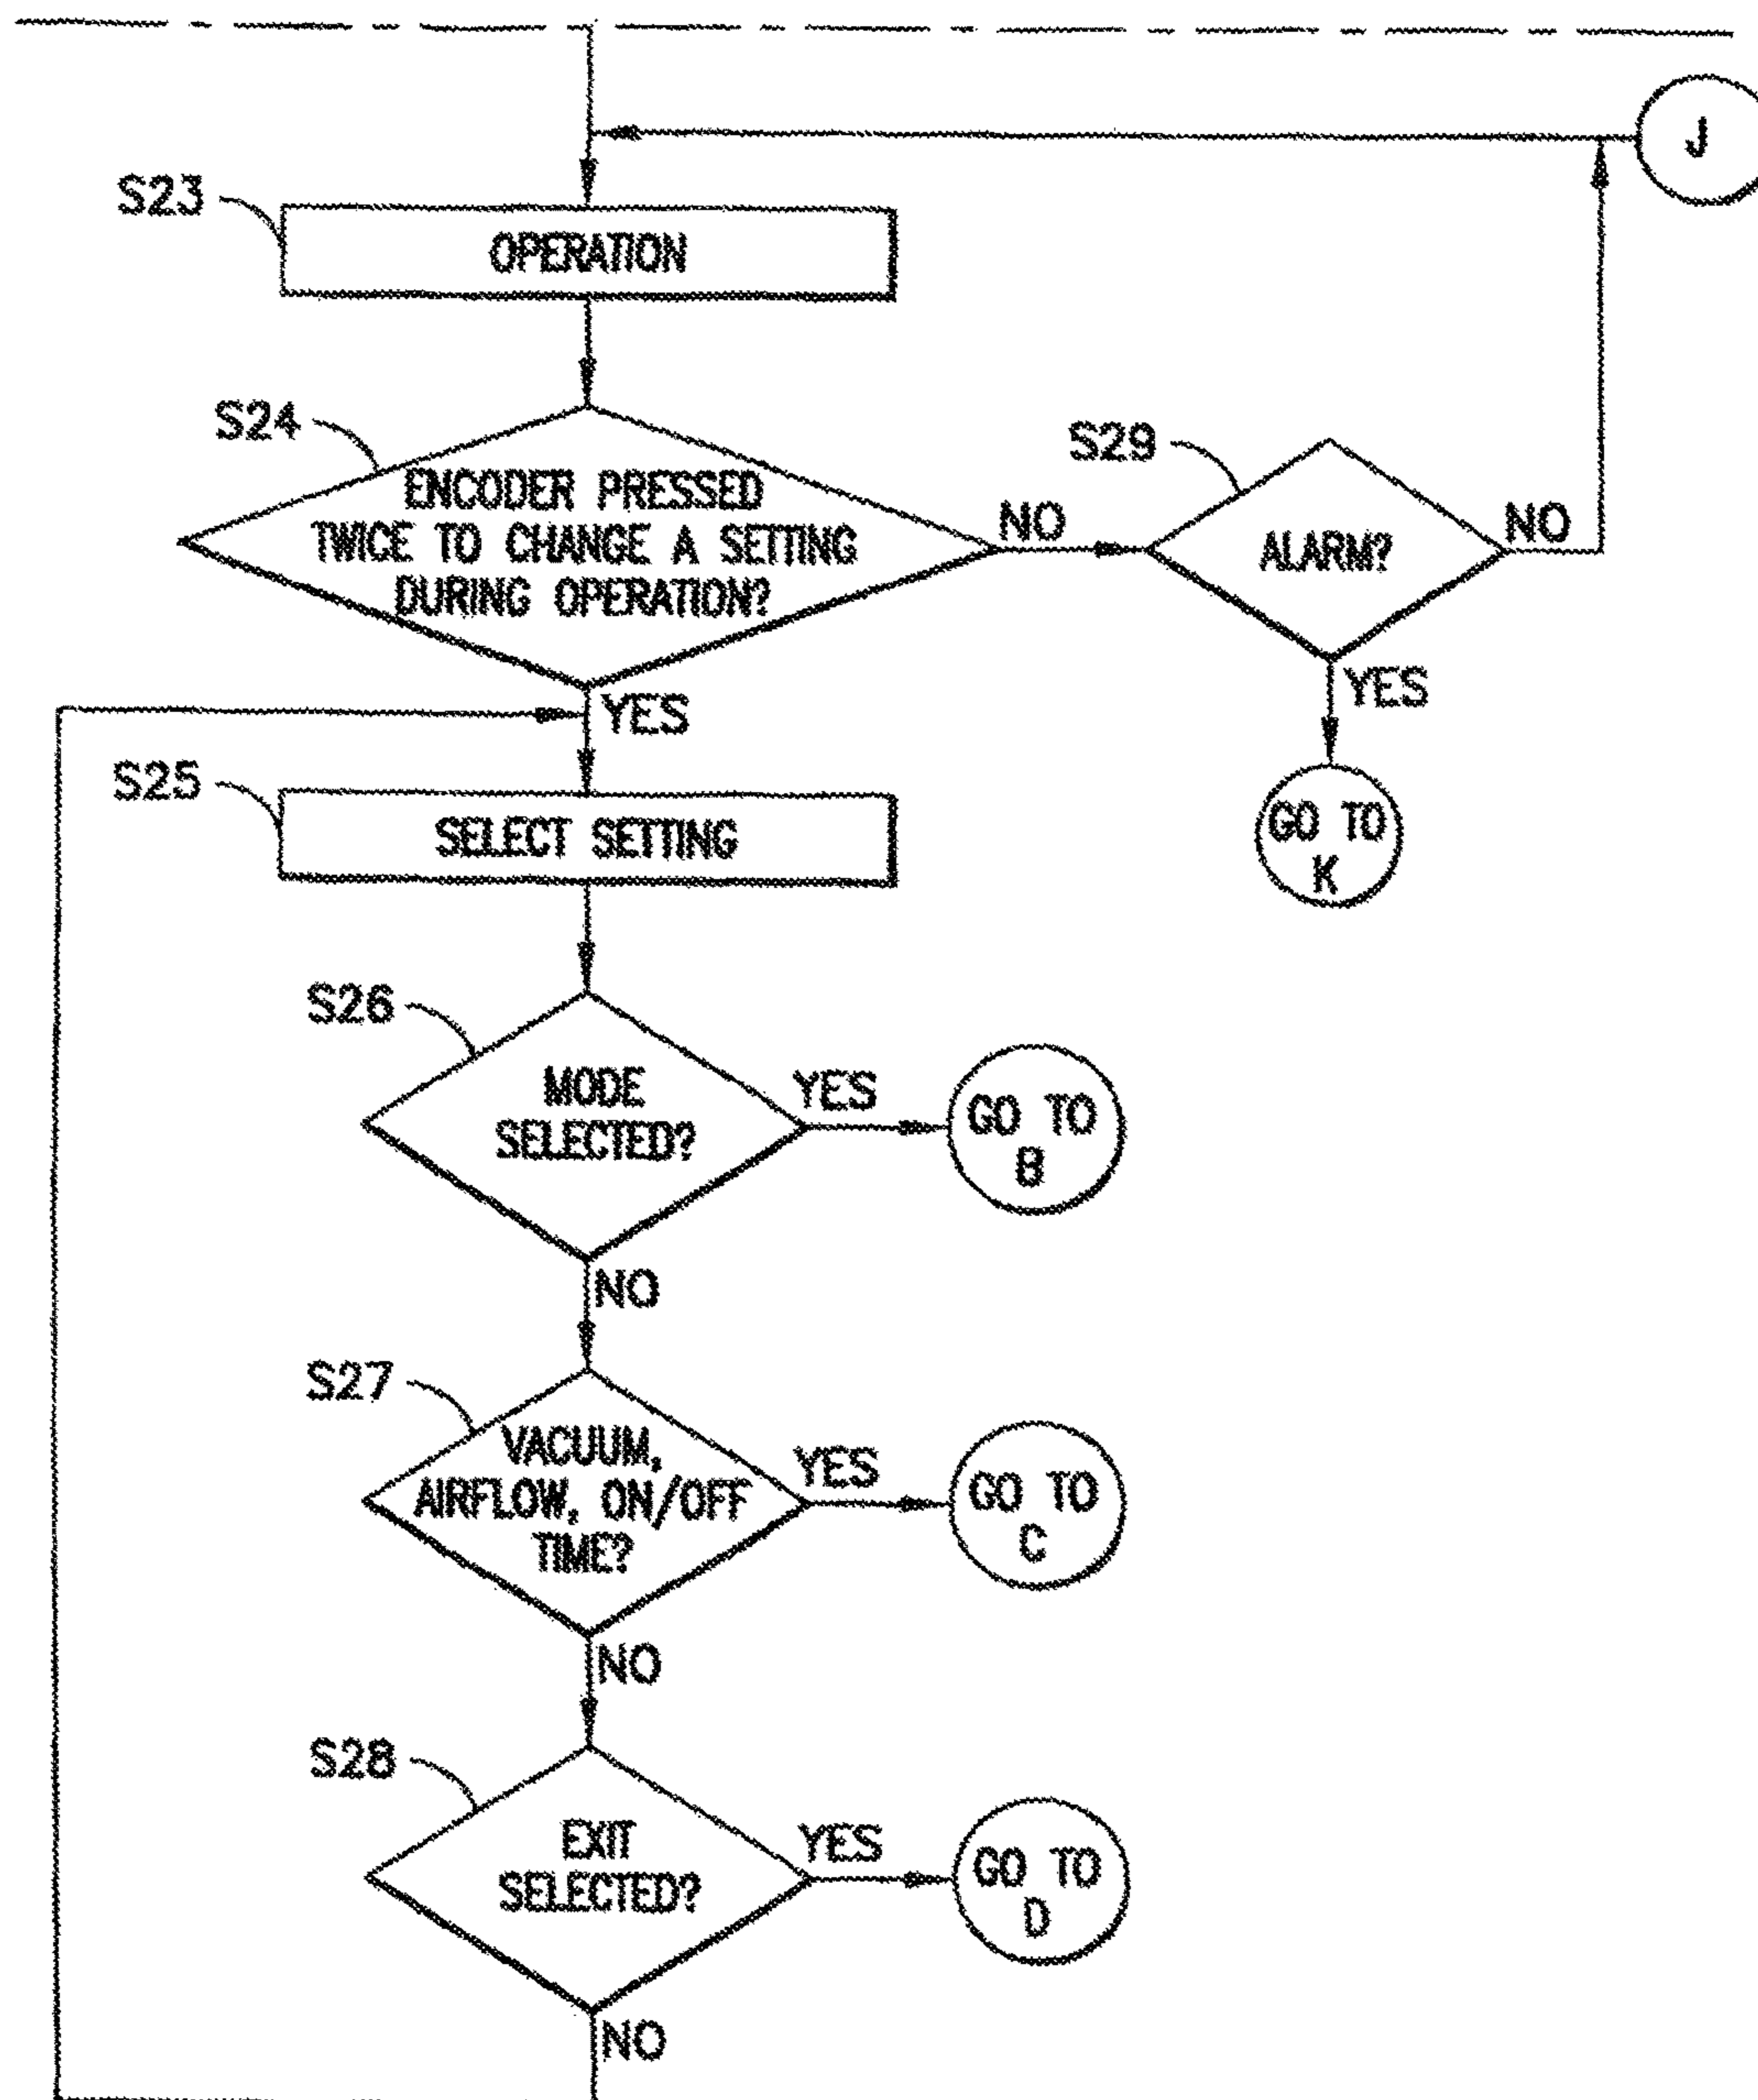 J
S23
OPERATION
S24
ENCODER PRESSED
TWICE TO CHANGE A SETTING
DURING OPERATION?
NO
S29
ALARM?
NO
YES
YES
GO TO
K
S25
SELECT SETTING
S26
MODE
SELECTED?
YES
GO TO
B
NO
S27
VACUUM,
AIRFLOW, ON/OFF
TIME?
YES
GO TO
C
NO
S28
EXIT
SELECTED?
YES
GO TO
D
NO